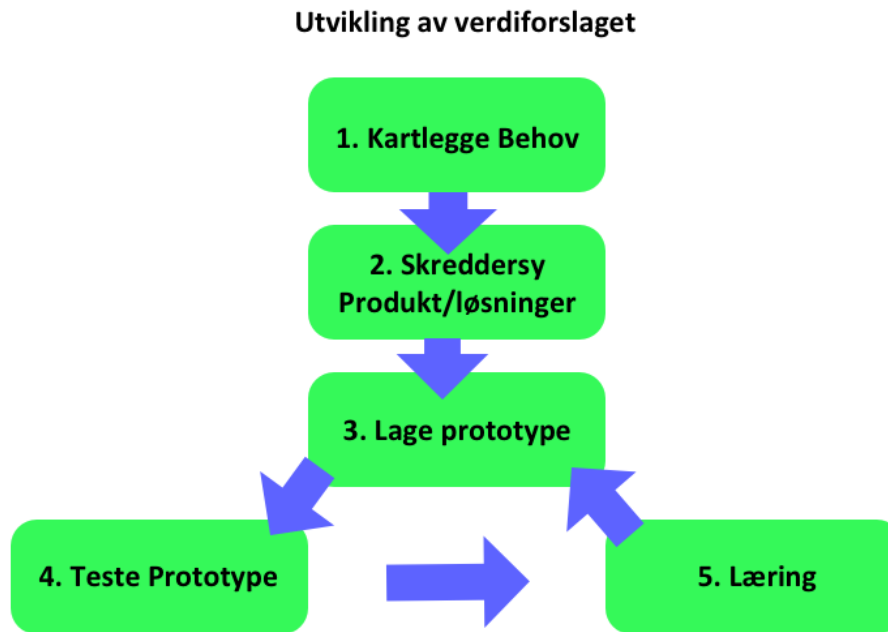 Utvikling av verdiforslaget
1. Kartlegge Behov
2. Skreddersy
Produkt/løsninger
3. Lage prototype
4. Teste Prototype
5. Læring